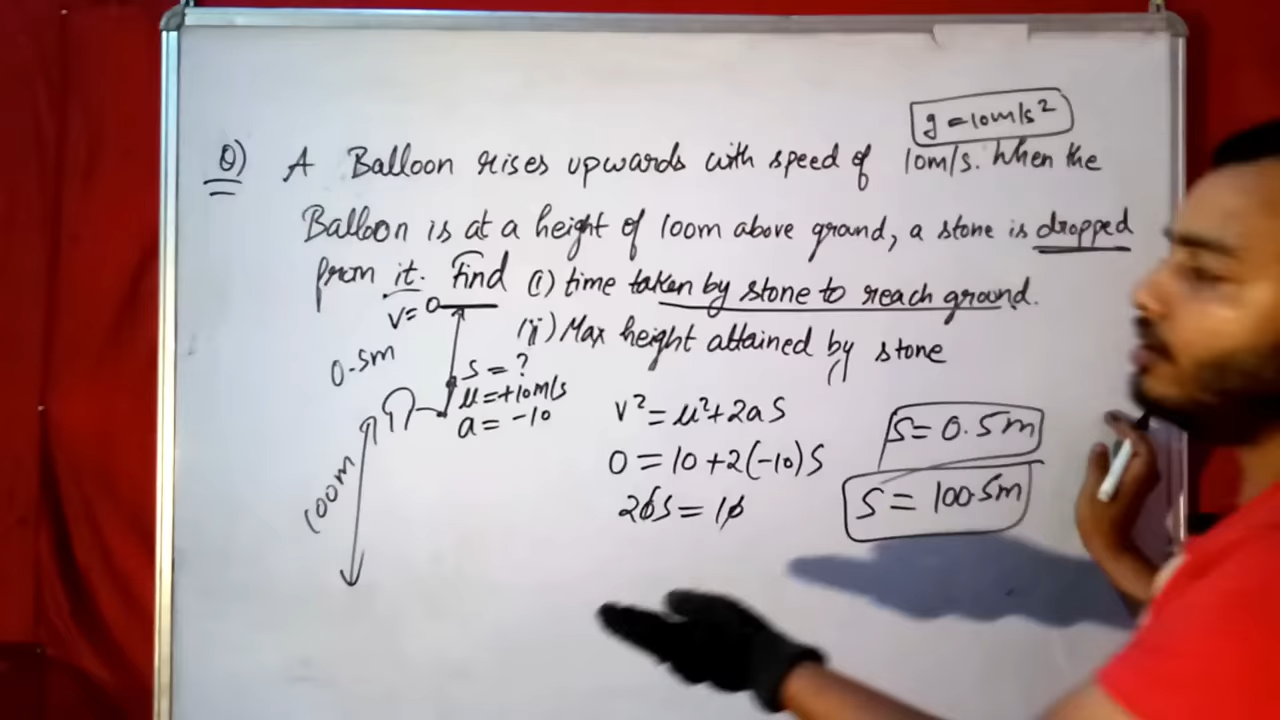 g = 10m/s²
Q) A Balloon rises upwards with speed of 10m/s. When the
Balloon is at a height of 100m above ground, a stone is dropped
from it. Find (i) time taken by stone to reach ground.
(ii) Max height attained by stone
v = 0
0.5m
s = ?
u = +10m/s
a = -10
100m
v² = u² + 2as
0 = 10 + 2(-10)S
20s = 10
S = 0.5m
S = 100.5m